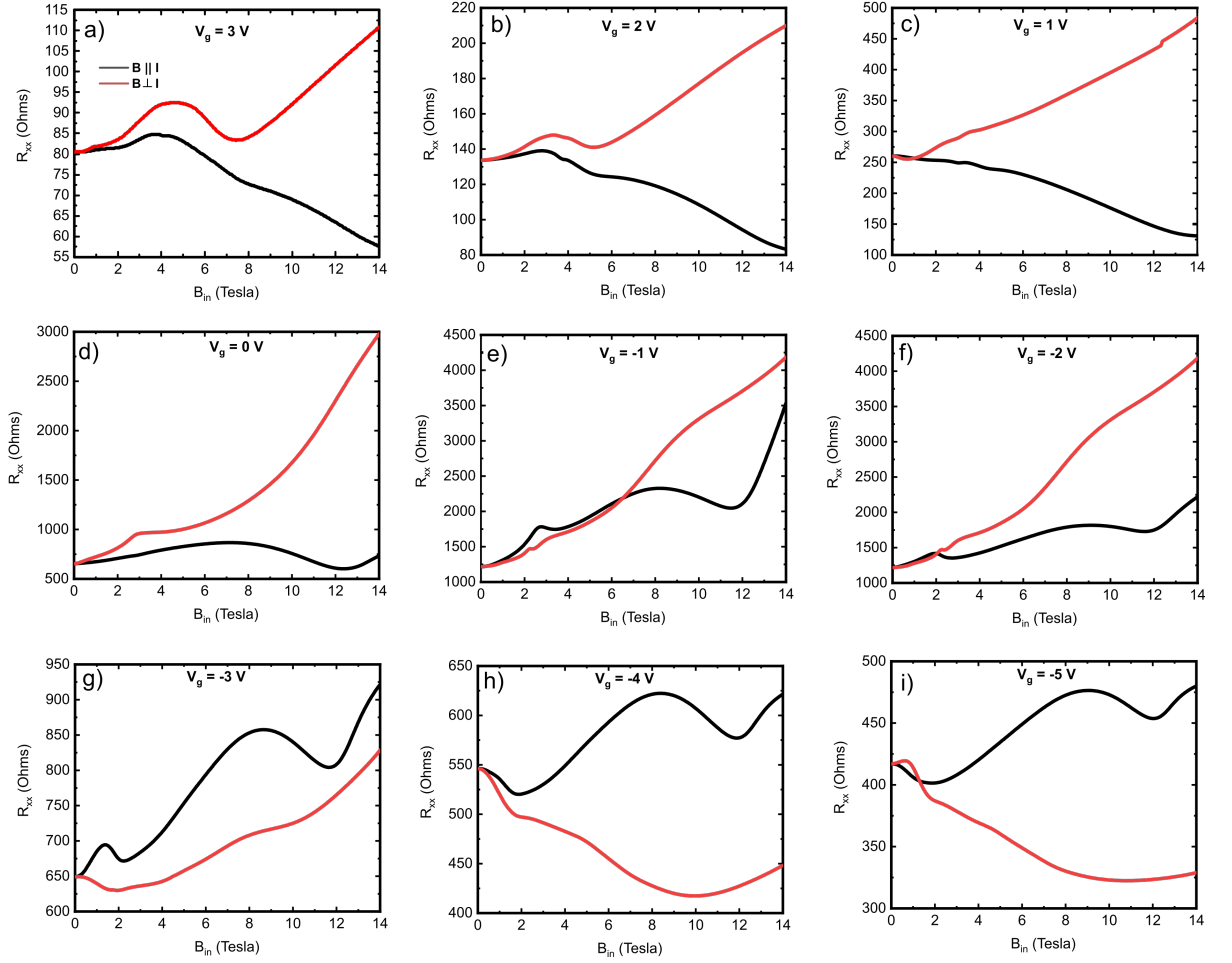 a)
V_g = 3 V
B || I
B ⊥ I
R_xx (Ohms)
115
110
105
100
95
90
85
80
75
70
65
60
55
0 2 4 6 8 10 12 14
B_in (Tesla)
b)
V_g = 2 V
R_xx (Ohms)
220
200
180
160
140
120
100
80
0 2 4 6 8 10 12 14
B_in (Tesla)
c)
V_g = 1 V
R_xx (Ohms)
500
450
400
350
300
250
200
150
100
0 2 4 6 8 10 12 14
B_in (Tesla)
d)
V_g = 0 V
R_xx (Ohms)
3000
2500
2000
1500
1000
500
0 2 4 6 8 10 12 14
B_in (Tesla)
e)
V_g = -1 V
R_xx (Ohms)
4500
4000
3500
3000
2500
2000
1500
1000
0 2 4 6 8 10 12 14
B_in (Tesla)
f)
V_g = -2 V
R_xx (Ohms)
4500
4000
3500
3000
2500
2000
1500
1000
0 2 4 6 8 10 12 14
B_in (Tesla)
g)
V_g = -3 V
R_xx (Ohms)
950
900
850
800
750
700
650
600
0 2 4 6 8 10 12 14
B_in (Tesla)
h)
V_g = -4 V
R_xx (Ohms)
650
600
550
500
450
400
0 2 4 6 8 10 12 14
B_in (Tesla)
i)
V_g = -5 V
R_xx (Ohms)
500
450
400
350
300
0 2 4 6 8 10 12 14
B_in (Tesla)